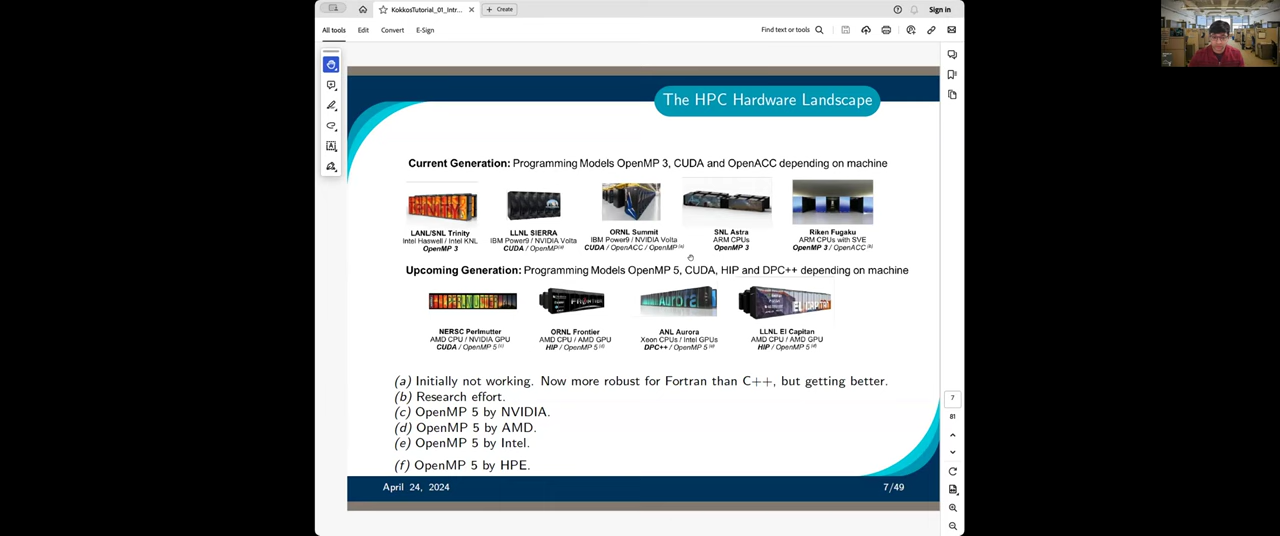 KokkosTutorial_01_Intr...
Create
Sign in
All tools
Edit
Convert
E-Sign
Find text or tools
The HPC Hardware Landscape
Current Generation: Programming Models OpenMP 3, CUDA and OpenACC depending on machine
LANL/SNL Trinity
Intel Haswell / Intel KNL
OpenMP 3
LLNL SIERRA
IBM Power9 / NVIDIA Volta
CUDA / OpenMP(a)
ORNL Summit
IBM Power9 / NVIDIA Volta
CUDA / OpenACC / OpenMP(a)
SNL Astra
ARM CPUs
OpenMP 3
Riken Fugaku
ARM CPUs with SVE
OpenMP 3 / OpenACC(b)
Upcoming Generation: Programming Models OpenMP 5, CUDA, HIP and DPC++ depending on machine
FRONTIER
Aurora
NERSC Perlmutter
AMD CPU / NVIDIA GPU
CUDA / OpenMP 5(c)
ORNL Frontier
AMD CPU / AMD GPU
HIP / OpenMP 5(d)
ANL Aurora
Xeon CPUs / Intel GPUs
DPC++ / OpenMP 5(e)
LLNL El Capitan
AMD CPU / AMD GPU
HIP / OpenMP 5(d)
(a) Initially not working. Now more robust for Fortran than C++, but getting better.
(b) Research effort.
(c) OpenMP 5 by NVIDIA.
(d) OpenMP 5 by AMD.
(e) OpenMP 5 by Intel.
(f) OpenMP 5 by HPE.
April 24, 2024
7/49
7
81